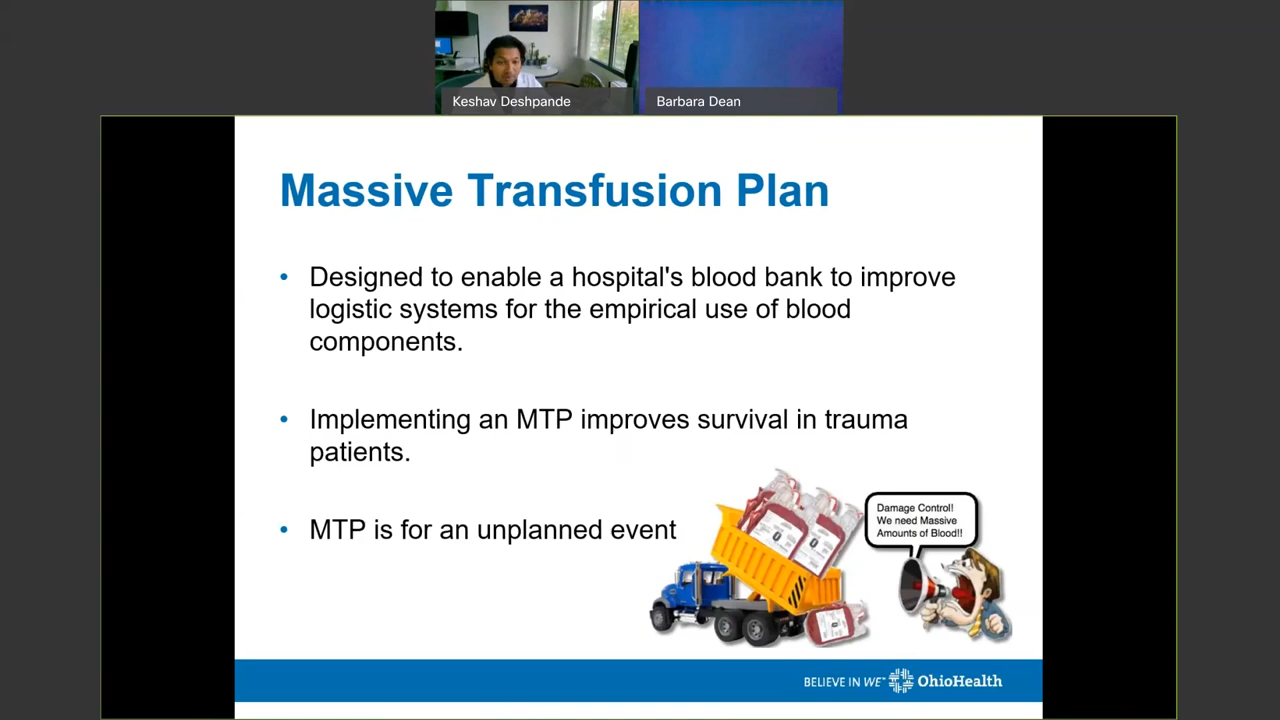 Keshav Deshpande
Barbara Dean
Massive Transfusion Plan
• Designed to enable a hospital's blood bank to improve
logistic systems for the empirical use of blood
components.
• Implementing an MTP improves survival in trauma
patients.
• MTP is for an unplanned event
Damage Control!
We need Massive
Amounts of Blood!!
BELIEVE IN WE℠ OhioHealth